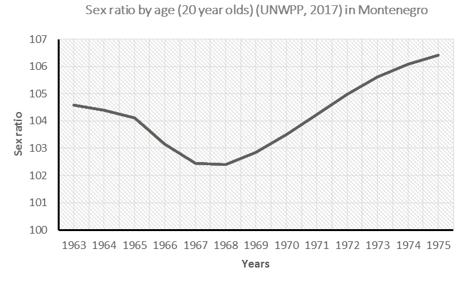 Sex ratio by age (20 year olds) (UNWPP, 2017) in Montenegro
107
106
105
104
103
102
101
100
Sex ratio
1963 1964 1965 1966 1967 1968 1969 1970 1971 1972 1973 1974 1975
Years